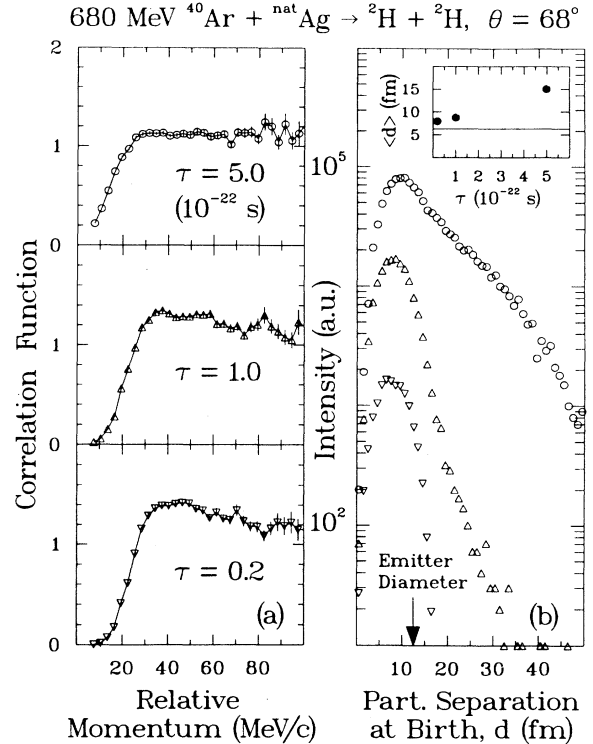 680 MeV ⁴⁰Ar + ⁿᵃᵗAg → ²H + ²H, θ = 68°
Correlation Function
2
1
0
τ = 5.0
(10⁻²² s)
1
0
τ = 1.0
1
0
τ = 0.2
(a)
20 40 60 80
Relative
Momentum (MeV/c)
Intensity (a.u.)
10⁵
10²
<d> (fm)
15
10
5
1 2 3 4 5
τ (10⁻²² s)
Emitter
Diameter
(b)
10 20 30 40
Part. Separation
at Birth, d (fm)